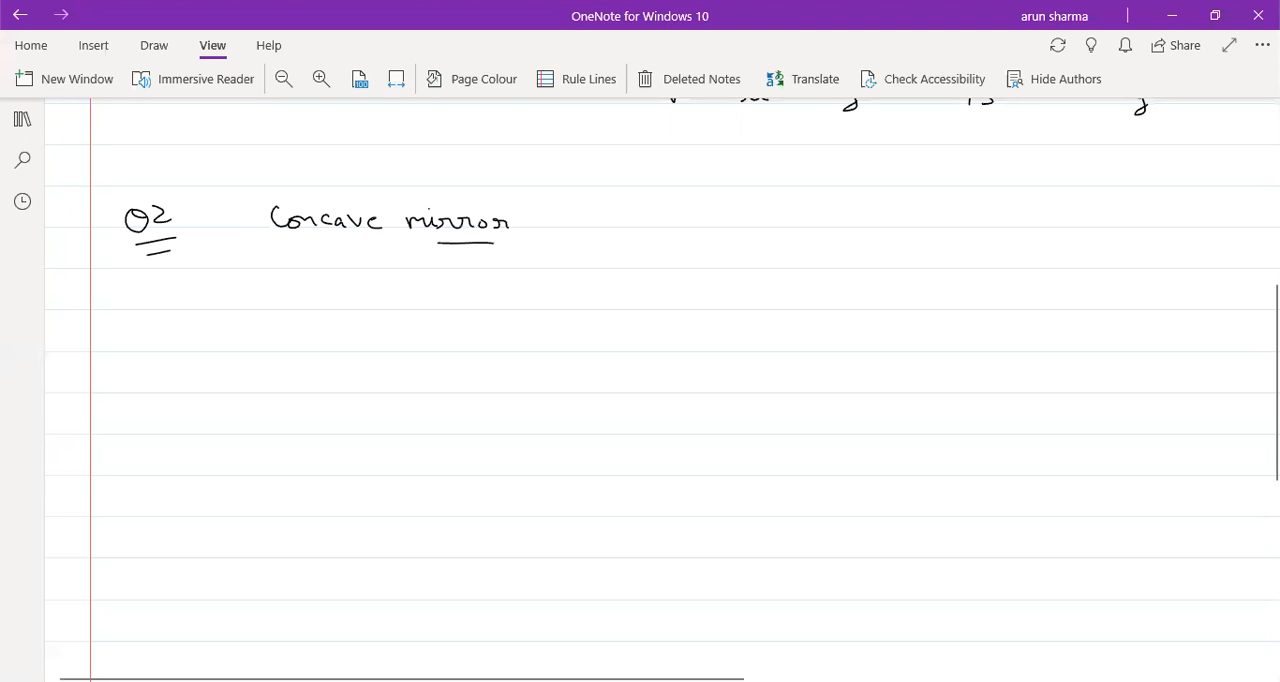 OneNote for Windows 10
arun sharma
Home Insert Draw View Help
Share
New Window Immersive Reader Page Colour Rule Lines Deleted Notes Translate Check Accessibility Hide Authors
Q2 Concave mirror